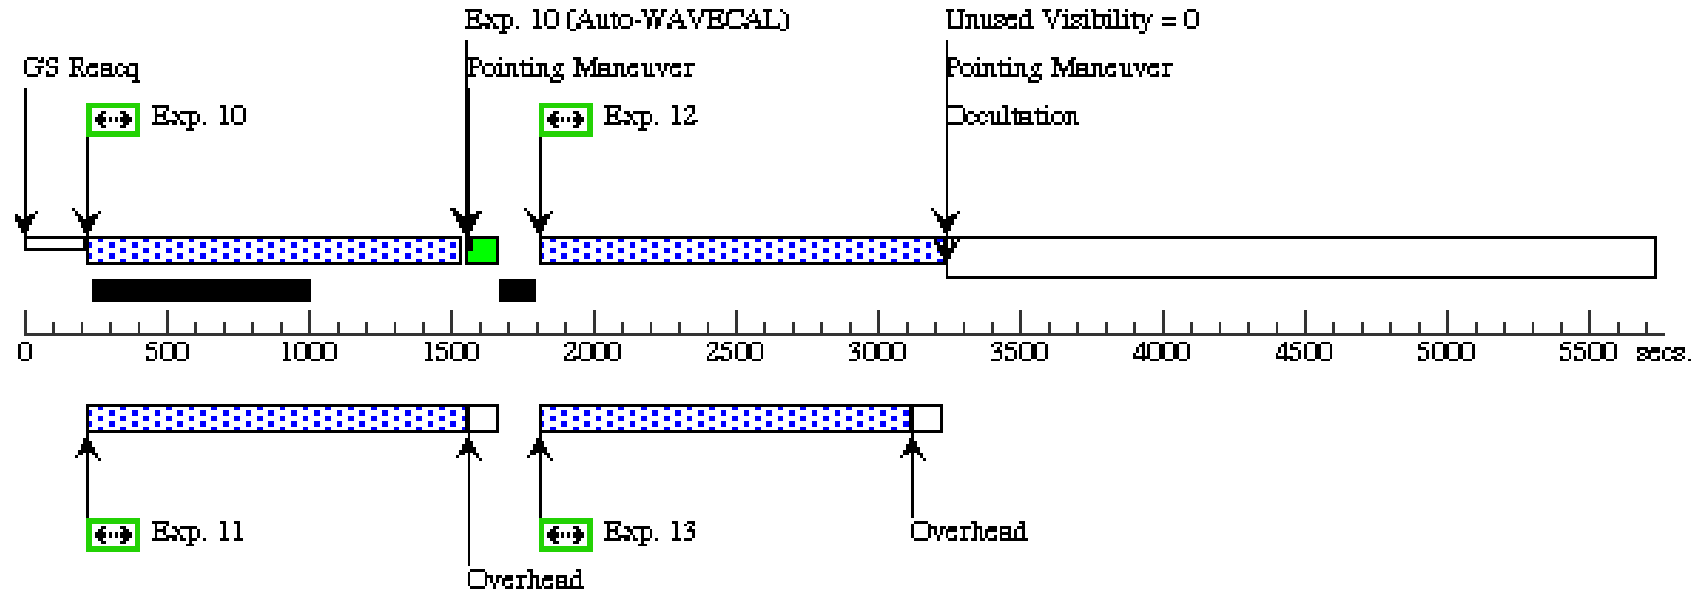 Exp. 10 (Auto-WAVECAL) Unused Visibility = 0
GS Reacq Pointing Maneuver Pointing Maneuver
Exp. 10 Exp. 12 Occultation
0 500 1000 1500 2000 2500 3000 3500 4000 4500 5000 5500 secs.
Exp. 11 Exp. 13 Overhead
Overhead